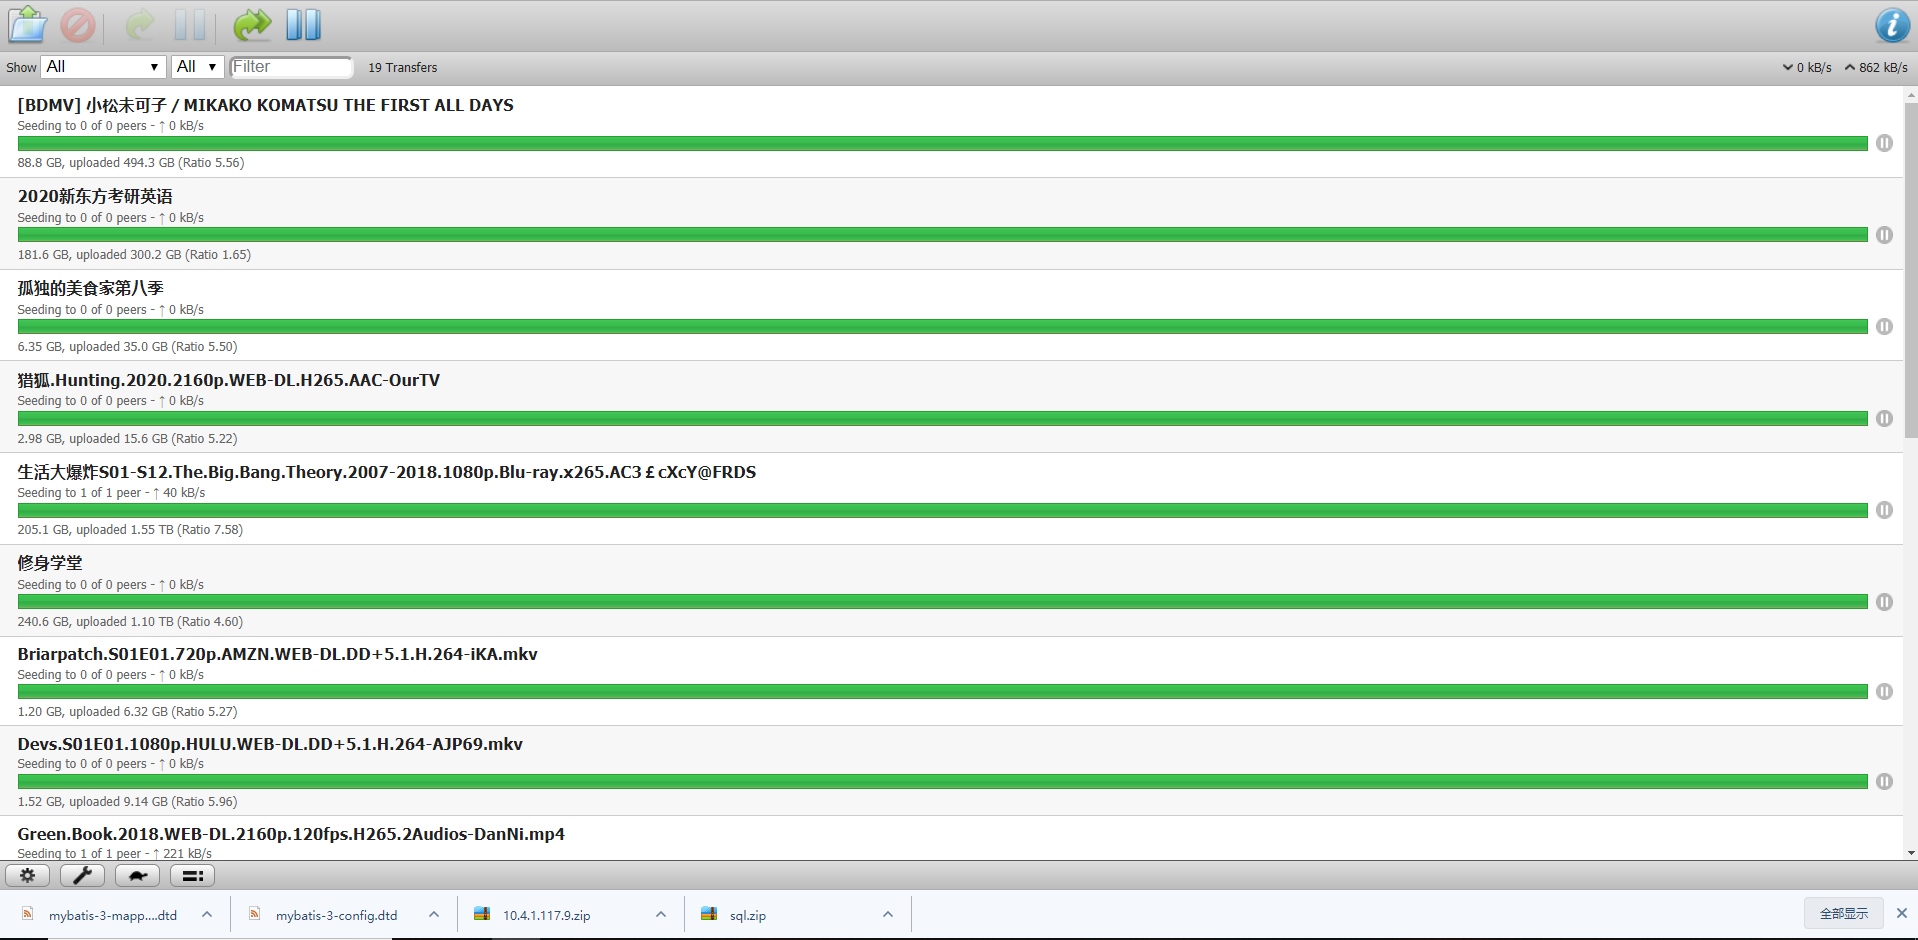 Show All All Filter 19 Transfers 0 kB/s 862 kB/s
[BDMV] 小松未可子 / MIKAKO KOMATSU THE FIRST ALL DAYS
Seeding to 0 of 0 peers - ↑ 0 kB/s
88.8 GB, uploaded 494.3 GB (Ratio 5.56)
2020新东方考研英语
Seeding to 0 of 0 peers - ↑ 0 kB/s
181.6 GB, uploaded 300.2 GB (Ratio 1.65)
孤独的美食家第八季
Seeding to 0 of 0 peers - ↑ 0 kB/s
6.35 GB, uploaded 35.0 GB (Ratio 5.50)
猎狐.Hunting.2020.2160p.WEB-DL.H265.AAC-OurTV
Seeding to 0 of 0 peers - ↑ 0 kB/s
2.98 GB, uploaded 15.6 GB (Ratio 5.22)
生活大爆炸S01-S12.The.Big.Bang.Theory.2007-2018.1080p.Blu-ray.x265.AC3￡cXcY@FRDS
Seeding to 1 of 1 peer - ↑ 40 kB/s
205.1 GB, uploaded 1.55 TB (Ratio 7.58)
修身学堂
Seeding to 0 of 0 peers - ↑ 0 kB/s
240.6 GB, uploaded 1.10 TB (Ratio 4.60)
Briarpatch.S01E01.720p.AMZN.WEB-DL.DD+5.1.H.264-iKA.mkv
Seeding to 0 of 0 peers - ↑ 0 kB/s
1.20 GB, uploaded 6.32 GB (Ratio 5.27)
Devs.S01E01.1080p.HULU.WEB-DL.DD+5.1.H.264-AJP69.mkv
Seeding to 0 of 0 peers - ↑ 0 kB/s
1.52 GB, uploaded 9.14 GB (Ratio 5.96)
Green.Book.2018.WEB-DL.2160p.120fps.H265.2Audios-DanNi.mp4
Seeding to 1 of 1 peer - ↑ 221 kB/s
mybatis-3-mapp....dtd mybatis-3-config.dtd 10.4.1.117.9.zip sql.zip 全部显示